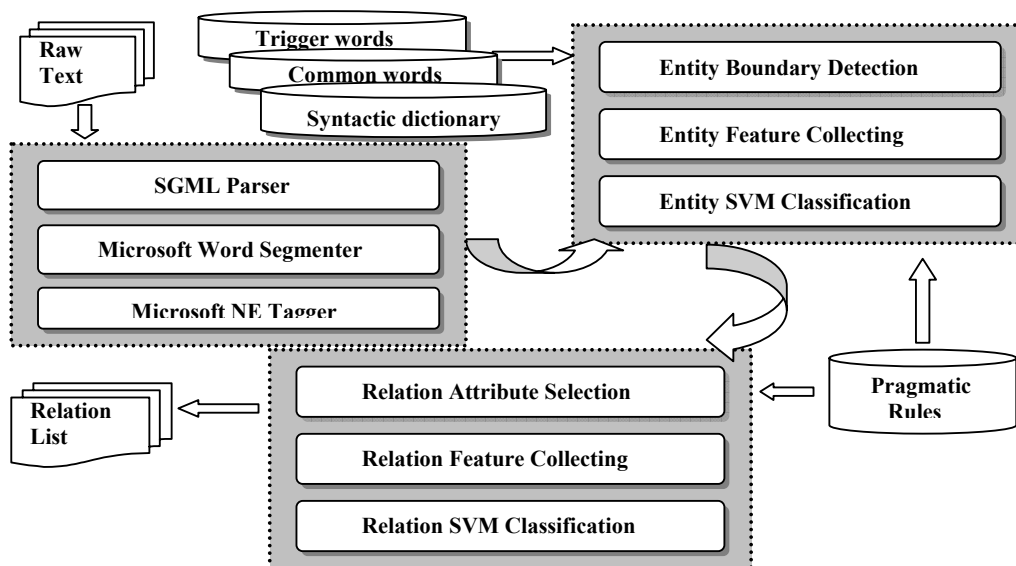 Raw
Text
Trigger words
Common words
Syntactic dictionary
Entity Boundary Detection
Entity Feature Collecting
Entity SVM Classification
SGML Parser
Microsoft Word Segmenter
Microsoft NE Tagger
Relation Attribute Selection
Relation Feature Collecting
Relation SVM Classification
Pragmatic
Rules
Relation
List